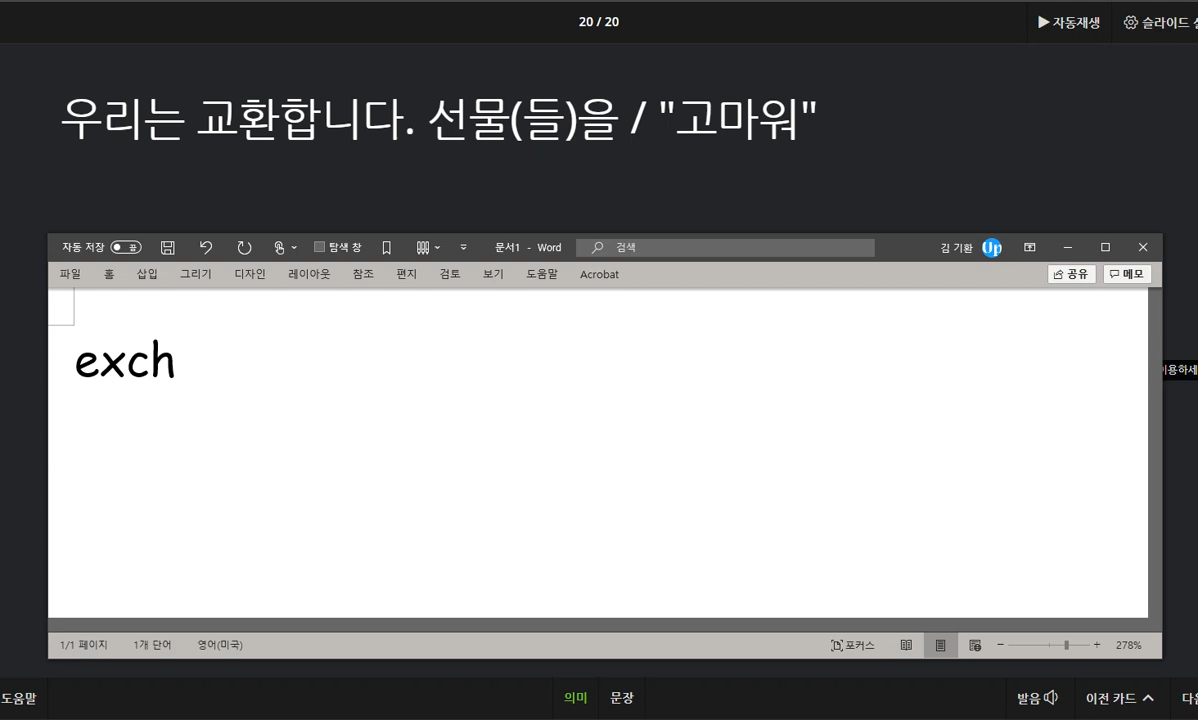 20 / 20
자동재생
슬라이드
우리는 교환합니다. 선물(들)을 / "고마워"
자동 저장
탐색 창
문서1 - Word
검색
김 기환
Up
파일 홈 삽입 그리기 디자인 레이아웃 참조 편지 검토 보기 도움말 Acrobat
공유
메모
exch
이용하세
1/1 페이지
1개 단어
영어(미국)
포커스
278%
도움말
의미
문장
발음
이전 카드